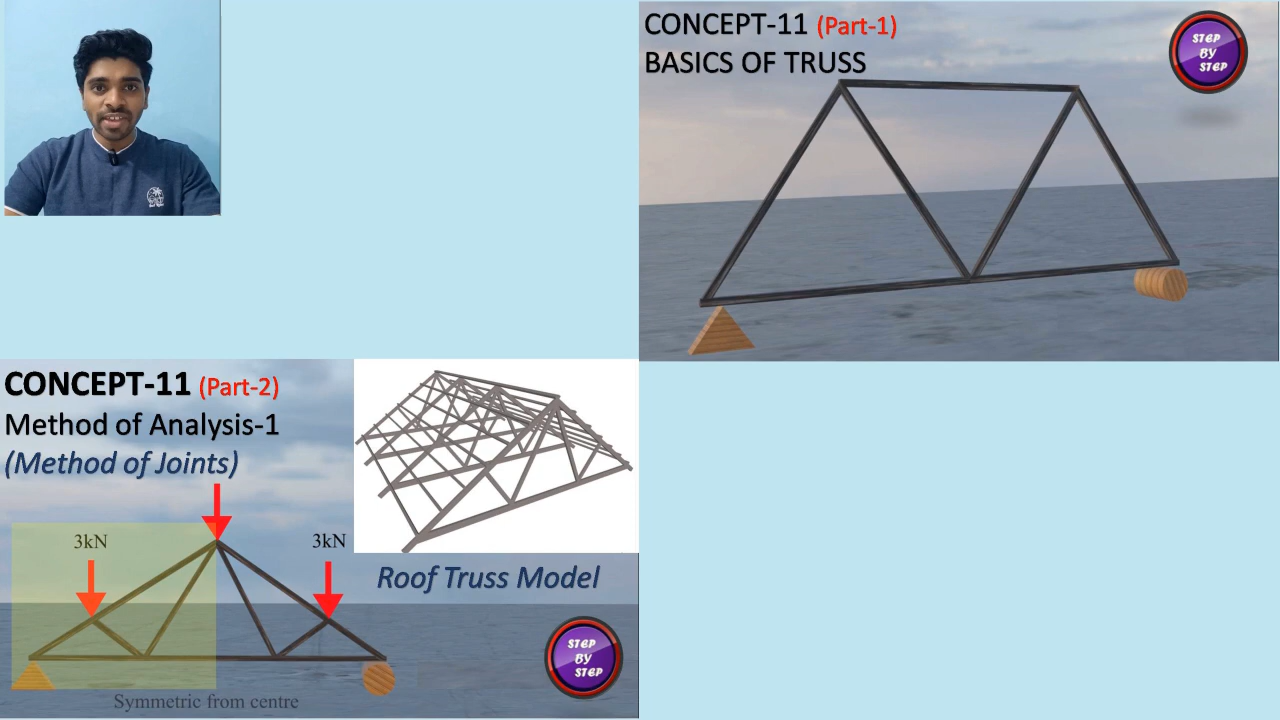 CONCEPT-11 (Part-1)
BASICS OF TRUSS
STEP
BY
STEP
CONCEPT-11 (Part-2)
Method of Analysis-1
(Method of Joints)
3kN
3kN
Roof Truss Model
STEP
BY
STEP
Symmetric from centre